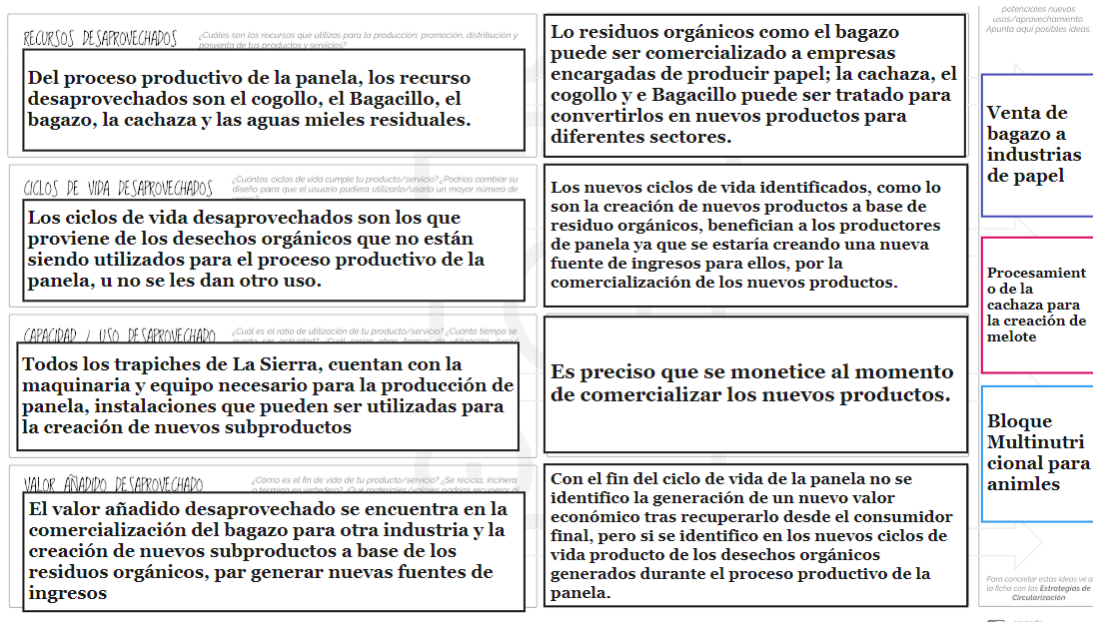 RECURSOS DESAPROVECHADOS
¿Cuáles son los recursos que utilizas para la producción, promoción, distribución y
posventa de tus productos y servicios?
Del proceso productivo de la panela, los recurso
desaprovechados son el cogollo, el Bagacillo, el
bagazo, la cachaza y las aguas mieles residuales.
Lo residuos orgánicos como el bagazo
puede ser comercializado a empresas
encargadas de producir papel; la cachaza, el
cogollo y e Bagacillo puede ser tratado para
convertirlos en nuevos productos para
diferentes sectores.
potenciales nuevos
usos/aprovechamiento.
Apunta aquí posibles ideas.
Venta de
bagazo a
industrias
de papel
CICLOS DE VIDA DESAPROVECHADOS
¿Cuántos ciclos de vida cumple tu producto/servicio? ¿Podrías cambiar su
diseño para que el usuario pudiera utilizarlo/usarlo un mayor número de
Los ciclos de vida desaprovechados son los que
proviene de los desechos orgánicos que no están
siendo utilizados para el proceso productivo de la
panela, u no se les dan otro uso.
Los nuevos ciclos de vida identificados, como lo
son la creación de nuevos productos a base de
residuo orgánicos, benefician a los productores
de panela ya que se estaría creando una nueva
fuente de ingresos para ellos, por la
comercialización de los nuevos productos.
Procesamient
o de la
cachaza para
la creación de
melote
CAPACIDAD / USO DESAPROVECHADO
¿Cuál es el ratio de utilización de tu producto/servicio? ¿Cuánto tiempo se
Todos los trapiches de La Sierra, cuentan con la
maquinaria y equipo necesario para la producción de
panela, instalaciones que pueden ser utilizadas para
la creación de nuevos subproductos
Es preciso que se monetice al momento
de comercializar los nuevos productos.
Bloque
Multinutri
cional para
animles
VALOR AÑADIDO DESAPROVECHADO
¿Cómo es el fin de vida de tu producto/servicio? ¿Se recicla, incinera
El valor añadido desaprovechado se encuentra en la
comercialización del bagazo para otra industria y la
creación de nuevos subproductos a base de los
residuos orgánicos, par generar nuevas fuentes de
ingresos
Con el fin del ciclo de vida de la panela no se
identifico la generación de un nuevo valor
económico tras recuperarlo desde el consumidor
final, pero si se identifico en los nuevos ciclos de
vida producto de los desechos orgánicos
generados durante el proceso productivo de la
panela.
Para concretar estas ideas ve a
la ficha con las Estrategias de
Circularización